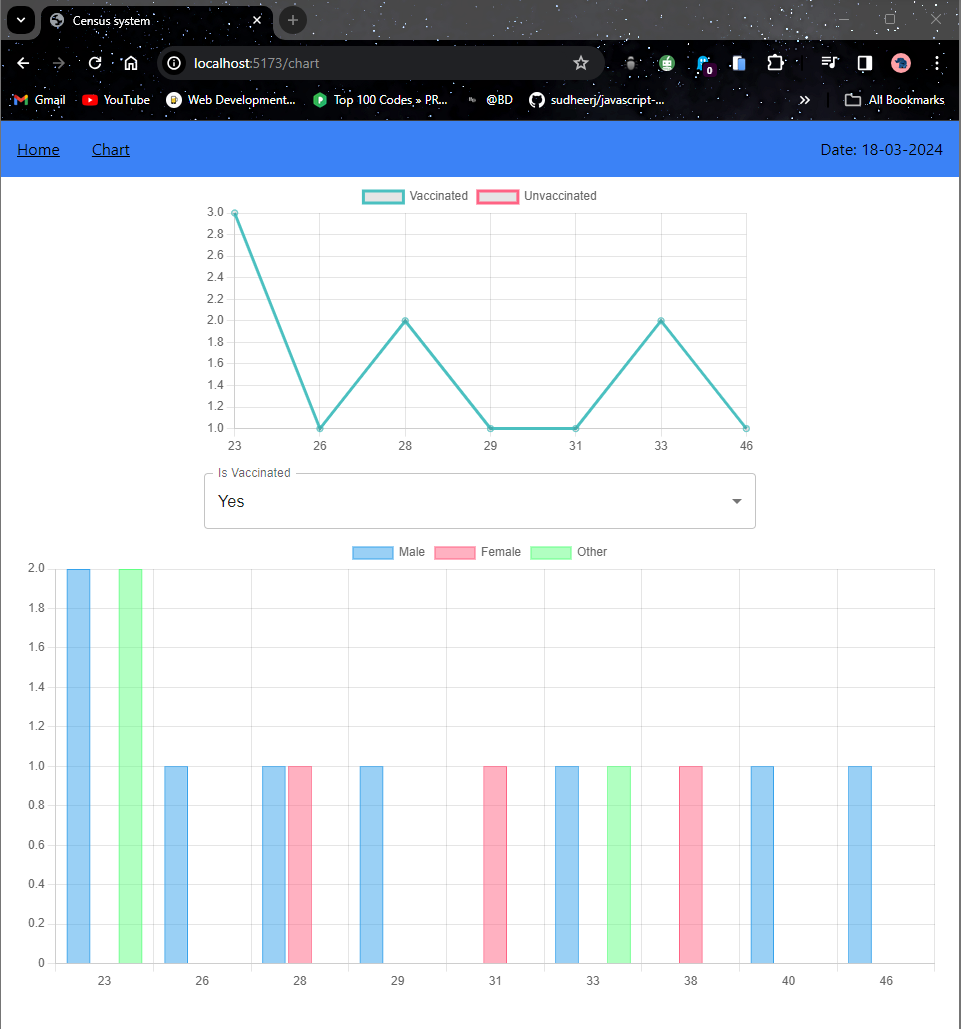 Census system
localhost:5173/chart
0
Gmail YouTube Web Development... Top 100 Codes » PR... @BD sudheerj/javascript-... » All Bookmarks
Home Chart Date: 18-03-2024
Vaccinated Unvaccinated
3.0
2.8
2.6
2.4
2.2
2.0
1.8
1.6
1.4
1.2
1.0
23 26 28 29 31 33 46
Is Vaccinated
Yes
Male Female Other
2.0
1.8
1.6
1.4
1.2
1.0
0.8
0.6
0.4
0.2
0
23 26 28 29 31 33 38 40 46